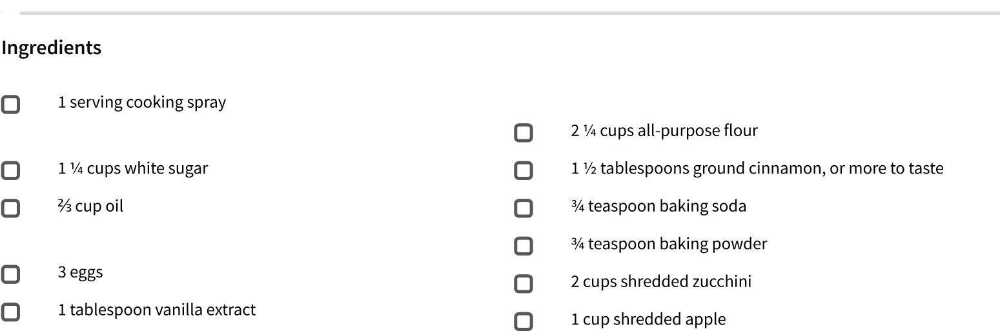 Ingredients
1 serving cooking spray
1 ¼ cups white sugar
⅔ cup oil
3 eggs
1 tablespoon vanilla extract
2 ¼ cups all-purpose flour
1 ½ tablespoons ground cinnamon, or more to taste
¾ teaspoon baking soda
¾ teaspoon baking powder
2 cups shredded zucchini
1 cup shredded apple